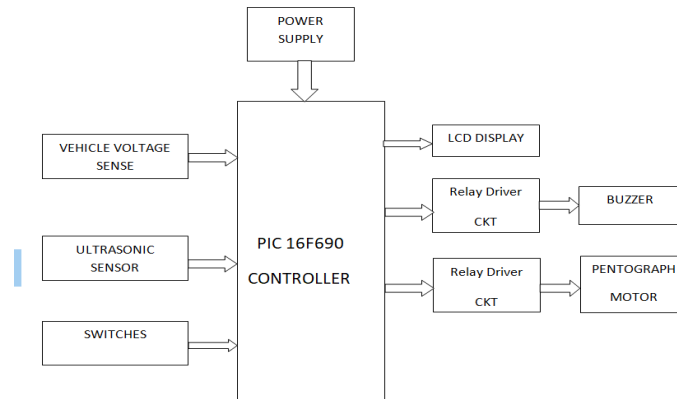 POWER
SUPPLY
VEHICLE VOLTAGE
SENSE
ULTRASONIC
SENSOR
SWITCHES
PIC 16F690
CONTROLLER
LCD DISPLAY
Relay Driver
CKT
BUZZER
Relay Driver
CKT
PENTOGRAPH
MOTOR